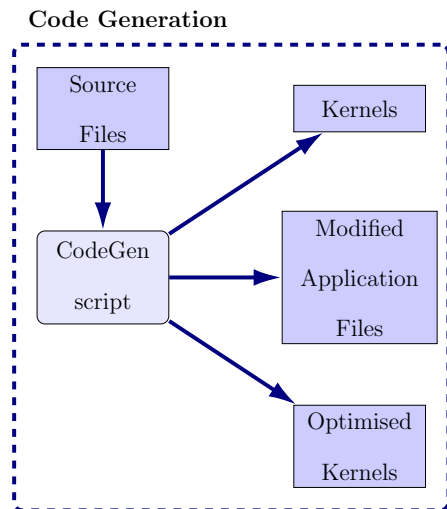 Code Generation
Source
Files
Kernels
CodeGen
script
Modified
Application
Files
Optimised
Kernels